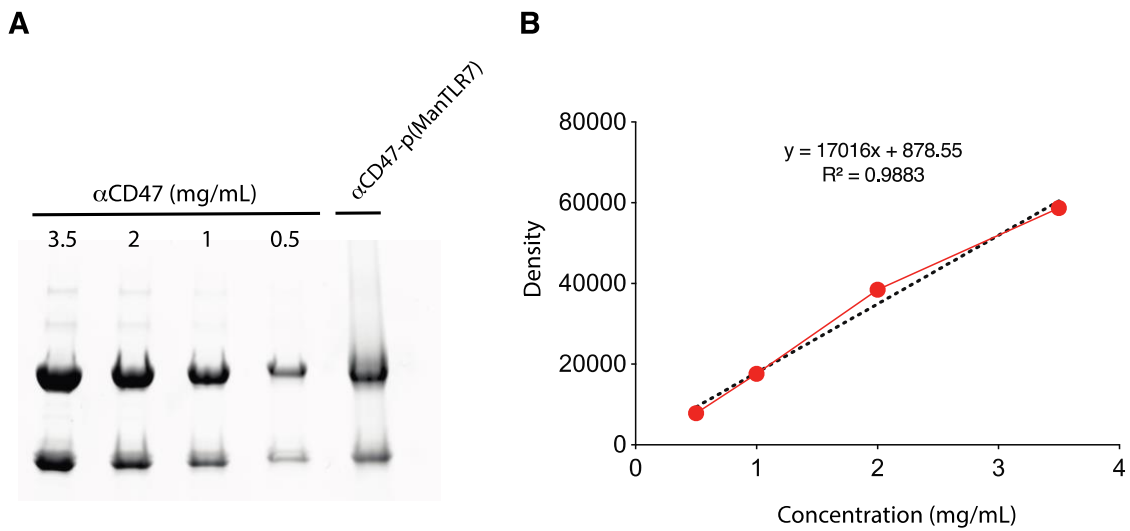 A
αCD47 (mg/mL)
αCD47-p(ManTLR7)
3.5 2 1 0.5
B
80000
60000
40000
20000
0
Density
y = 17016x + 878.55
R² = 0.9883
0 1 2 3 4
Concentration (mg/mL)